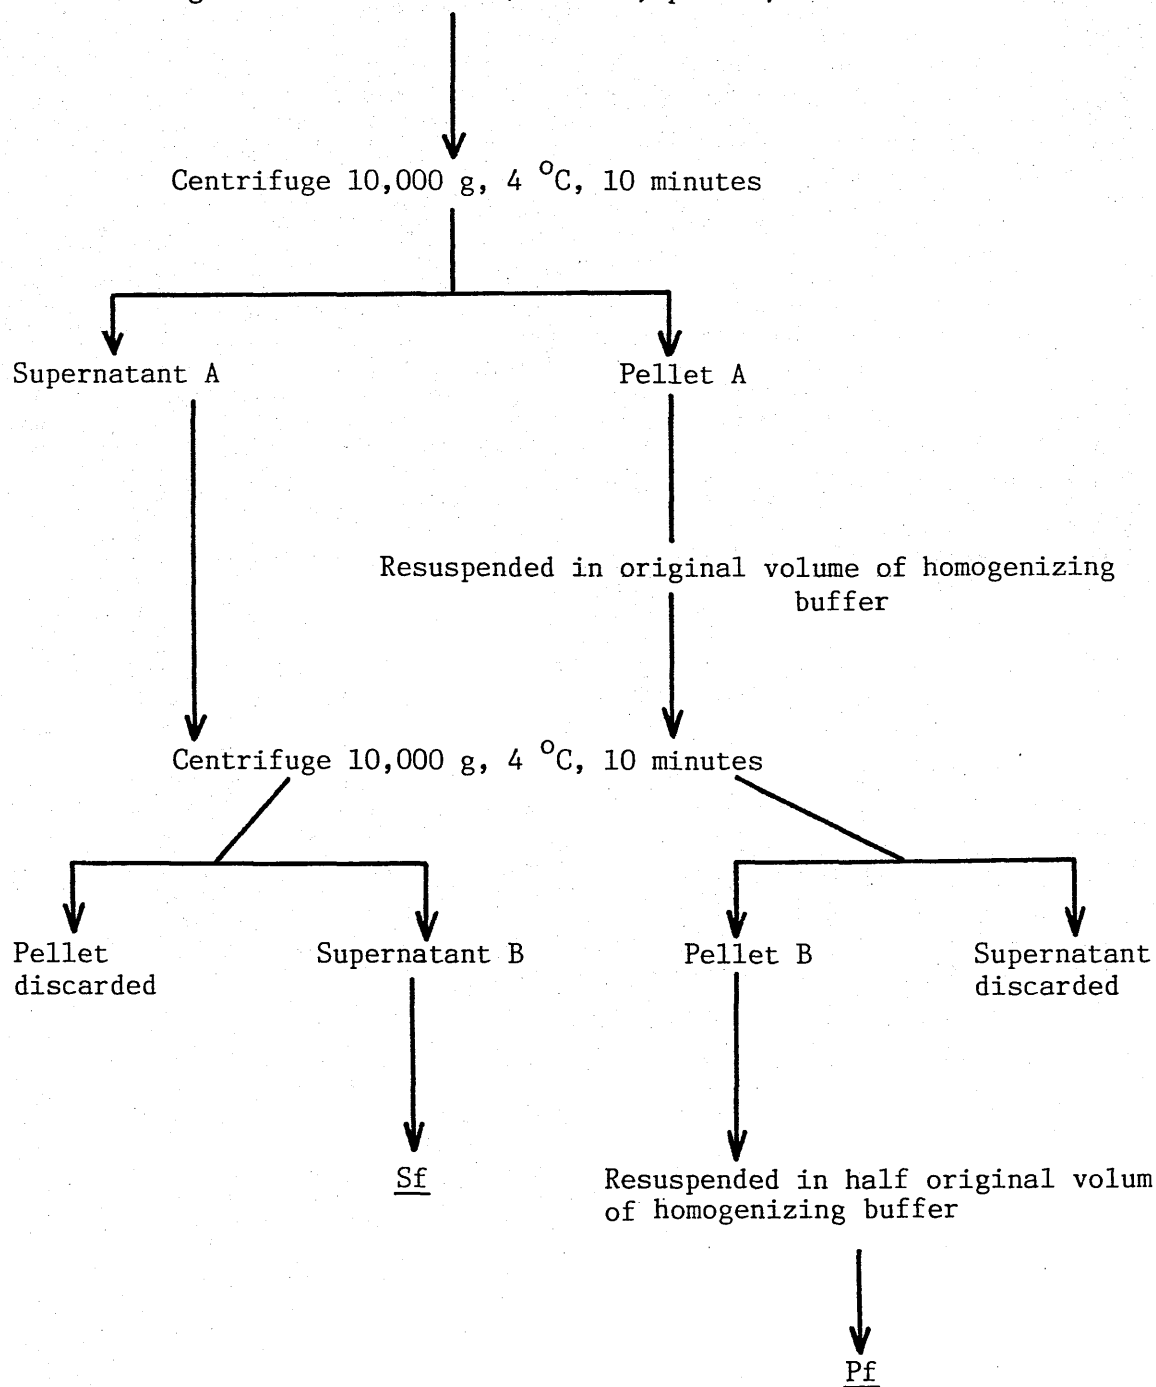 Centrifuge 10,000 g, 4 °C, 10 minutes
Supernatant A
Pellet A
Resuspended in original volume of homogenizing
buffer
Centrifuge 10,000 g, 4 °C, 10 minutes
Pellet
discarded
Supernatant B
Pellet B
Supernatant
discarded
Sf
Resuspended in half original volum
of homogenizing buffer
Pf